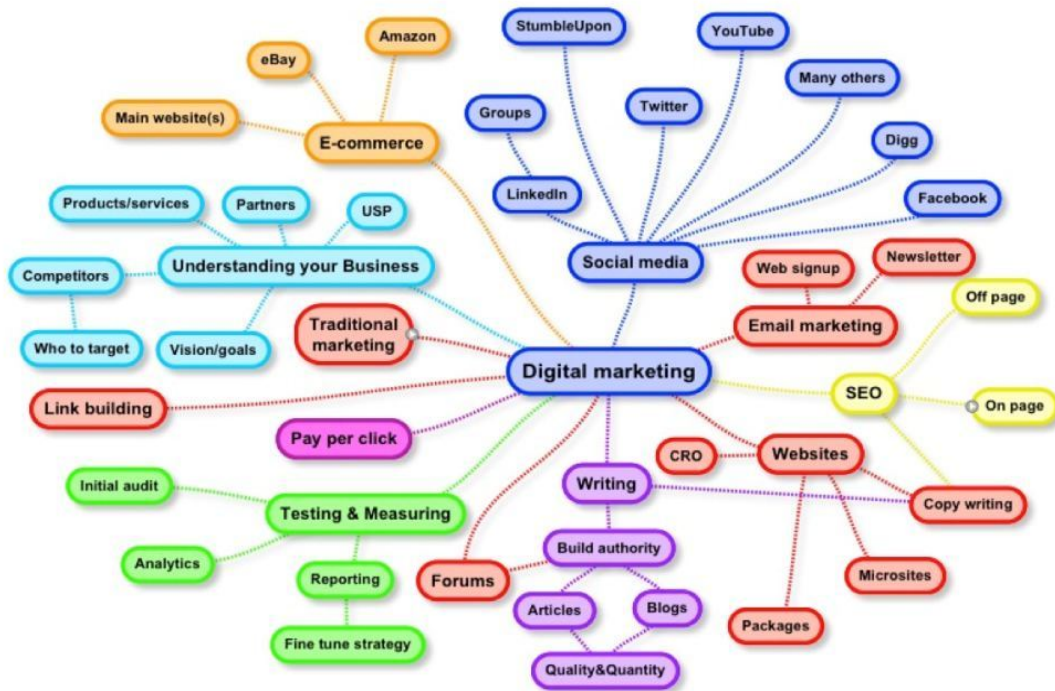 StumbleUpon
YouTube
Amazon
eBay
Many others
Main website(s)
Groups
Twitter
E-commerce
Digg
LinkedIn
Facebook
Products/services
Partners
USP
Understanding your Business
Social media
Web signup
Newsletter
Competitors
Off page
Traditional
marketing
Email marketing
Who to target
Vision/goals
Digital marketing
SEO
Link building
On page
Pay per click
CRO
Websites
Initial audit
Writing
Testing & Measuring
Copy writing
Build authority
Analytics
Reporting
Forums
Microsites
Articles
Blogs
Packages
Fine tune strategy
Quality&Quantity